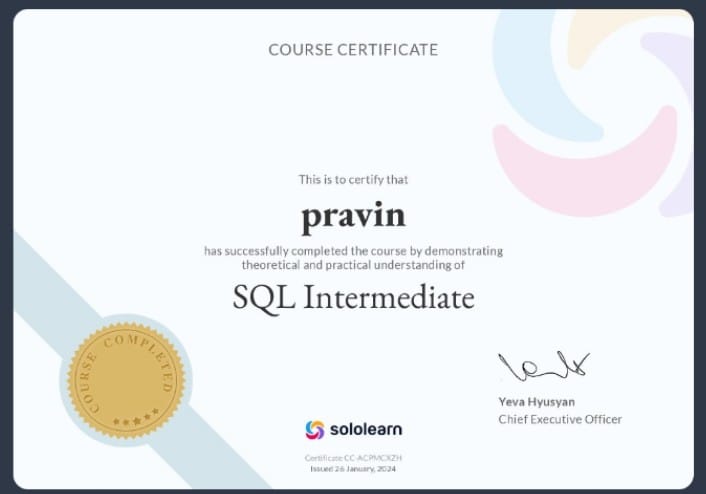 COURSE CERTIFICATE
This is to certify that
pravin
has successfully completed the course by demonstrating
theoretical and practical understanding of
SQL Intermediate
COURSE COMPLETED
Yeva Hyusyan
Chief Executive Officer
sololearn
Certificate CC-ACPMCXZH
Issued 26 January, 2024